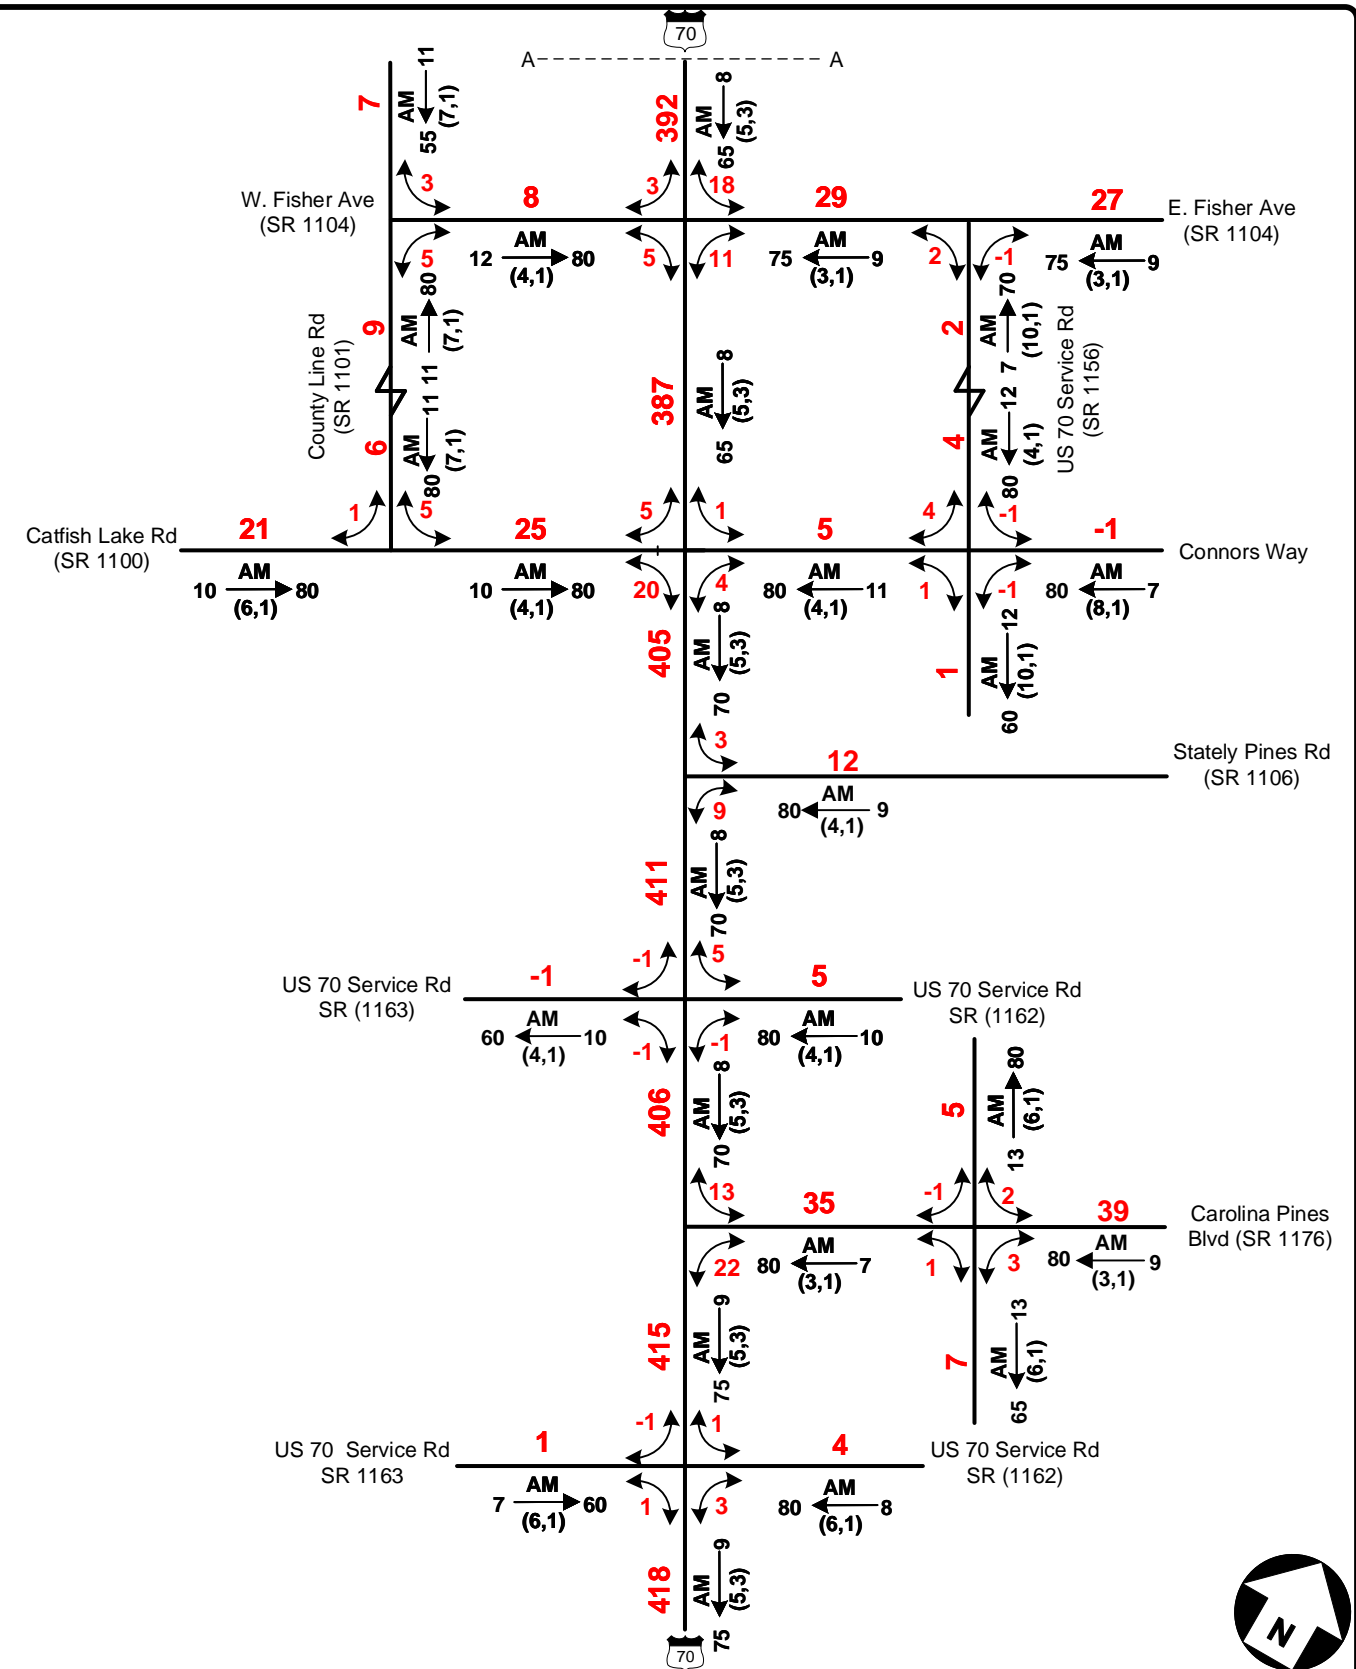 70
A
A
11
AM
(7,1)
55
7
392
8
AM
(5,3)
65
W. Fisher Ave
(SR 1104)
3
8
3
18
29
27
E. Fisher Ave
(SR 1104)
5
12
AM
80
(4,1)
5
11
75
AM
9
(3,1)
2
-1
75
AM
9
(3,1)
County Line Rd
(SR 1101)
9
80
AM
(7,1)
11
387
8
AM
(5,3)
65
2
70
AM
(10,1)
7
US 70 Service Rd
(SR 1156)
6
11
AM
(7,1)
80
4
12
AM
(4,1)
80
Catfish Lake Rd
(SR 1100)
21
1
5
25
5
1
5
4
-1
-1
Connors Way
10
AM
80
(6,1)
10
AM
80
(4,1)
20
4
80
AM
11
(4,1)
1
-1
80
AM
7
(8,1)
405
8
AM
(5,3)
70
1
12
AM
(10,1)
60
3
12
Stately Pines Rd
(SR 1106)
9
80
AM
9
(4,1)
411
8
AM
(5,3)
70
US 70 Service Rd
SR (1163)
-1
-1
5
5
US 70 Service Rd
SR (1162)
60
AM
10
(4,1)
-1
-1
80
AM
10
(4,1)
406
8
AM
(5,3)
70
5
80
AM
(6,1)
13
13
35
-1
2
39
Carolina Pines
Blvd (SR 1176)
22
80
AM
7
(3,1)
1
3
80
AM
9
(3,1)
415
9
AM
(5,3)
75
7
13
AM
(6,1)
65
US 70 Service Rd
SR 1163
1
-1
1
4
US 70 Service Rd
SR (1162)
7
AM
60
(6,1)
1
3
80
AM
8
(6,1)
418
9
AM
(5,3)
75
70
N